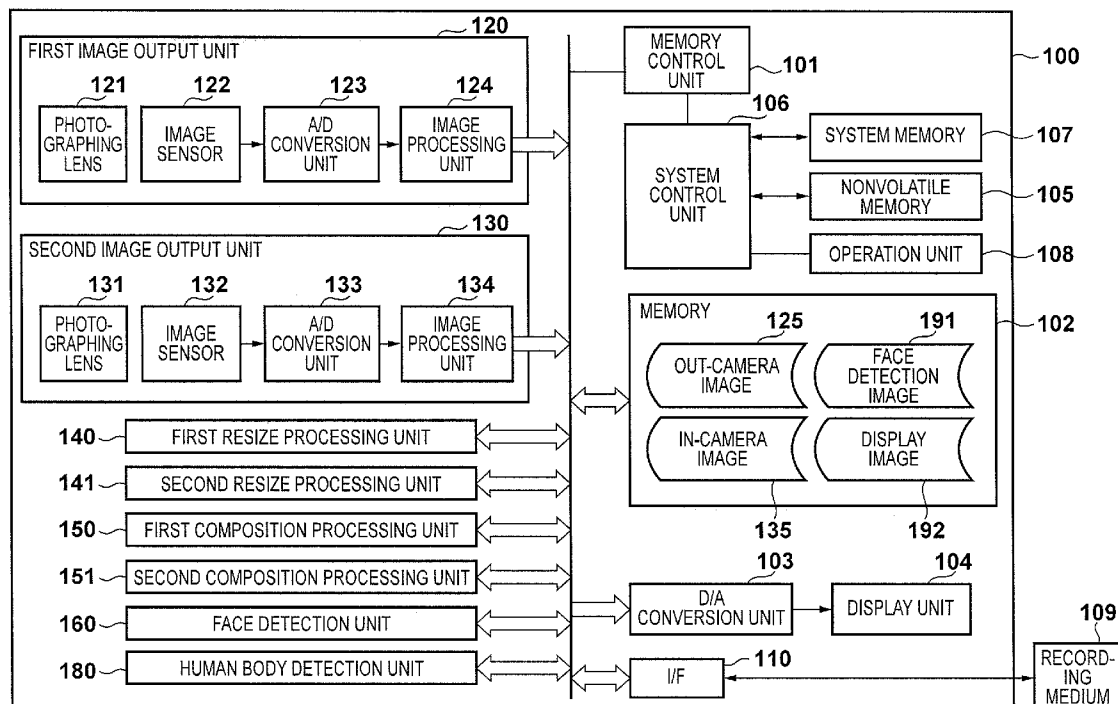 120
FIRST IMAGE OUTPUT UNIT
121
122
123
124
PHOTO-
GRAPHING
LENS
IMAGE
SENSOR
A/D
CONVERSION
UNIT
IMAGE
PROCESSING
UNIT
130
SECOND IMAGE OUTPUT UNIT
131
132
133
134
PHOTO-
GRAPHING
LENS
IMAGE
SENSOR
A/D
CONVERSION
UNIT
IMAGE
PROCESSING
UNIT
140
FIRST RESIZE PROCESSING UNIT
141
SECOND RESIZE PROCESSING UNIT
150
FIRST COMPOSITION PROCESSING UNIT
151
SECOND COMPOSITION PROCESSING UNIT
160
FACE DETECTION UNIT
180
HUMAN BODY DETECTION UNIT
MEMORY
CONTROL
UNIT
101
100
106
SYSTEM
CONTROL
UNIT
SYSTEM MEMORY
107
NONVOLATILE
MEMORY
105
OPERATION UNIT
108
MEMORY
102
125
OUT-CAMERA
IMAGE
191
FACE
DETECTION
IMAGE
IN-CAMERA
IMAGE
135
DISPLAY
IMAGE
192
103
D/A
CONVERSION UNIT
104
DISPLAY UNIT
110
I/F
109
RECORD-
ING
MEDIUM